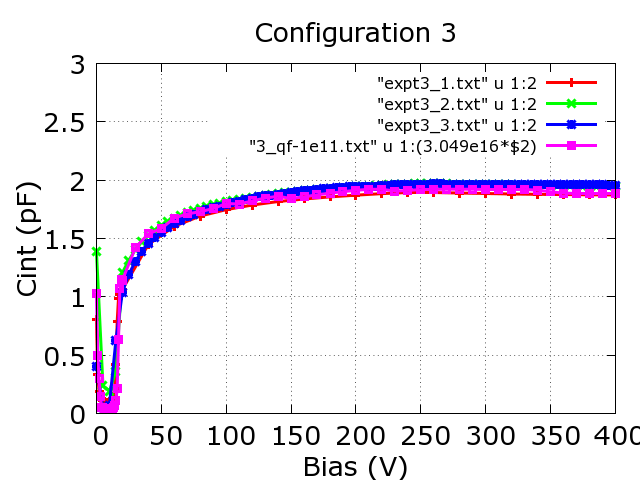 Configuration 3
"expt3_1.txt" u 1:2
"expt3_2.txt" u 1:2
"expt3_3.txt" u 1:2
"3_qf-1e11.txt" u 1:(3.049e16*$2)
3
2.5
2
1.5
1
0.5
0
Cint (pF)
0 50 100 150 200 250 300 350 400
Bias (V)